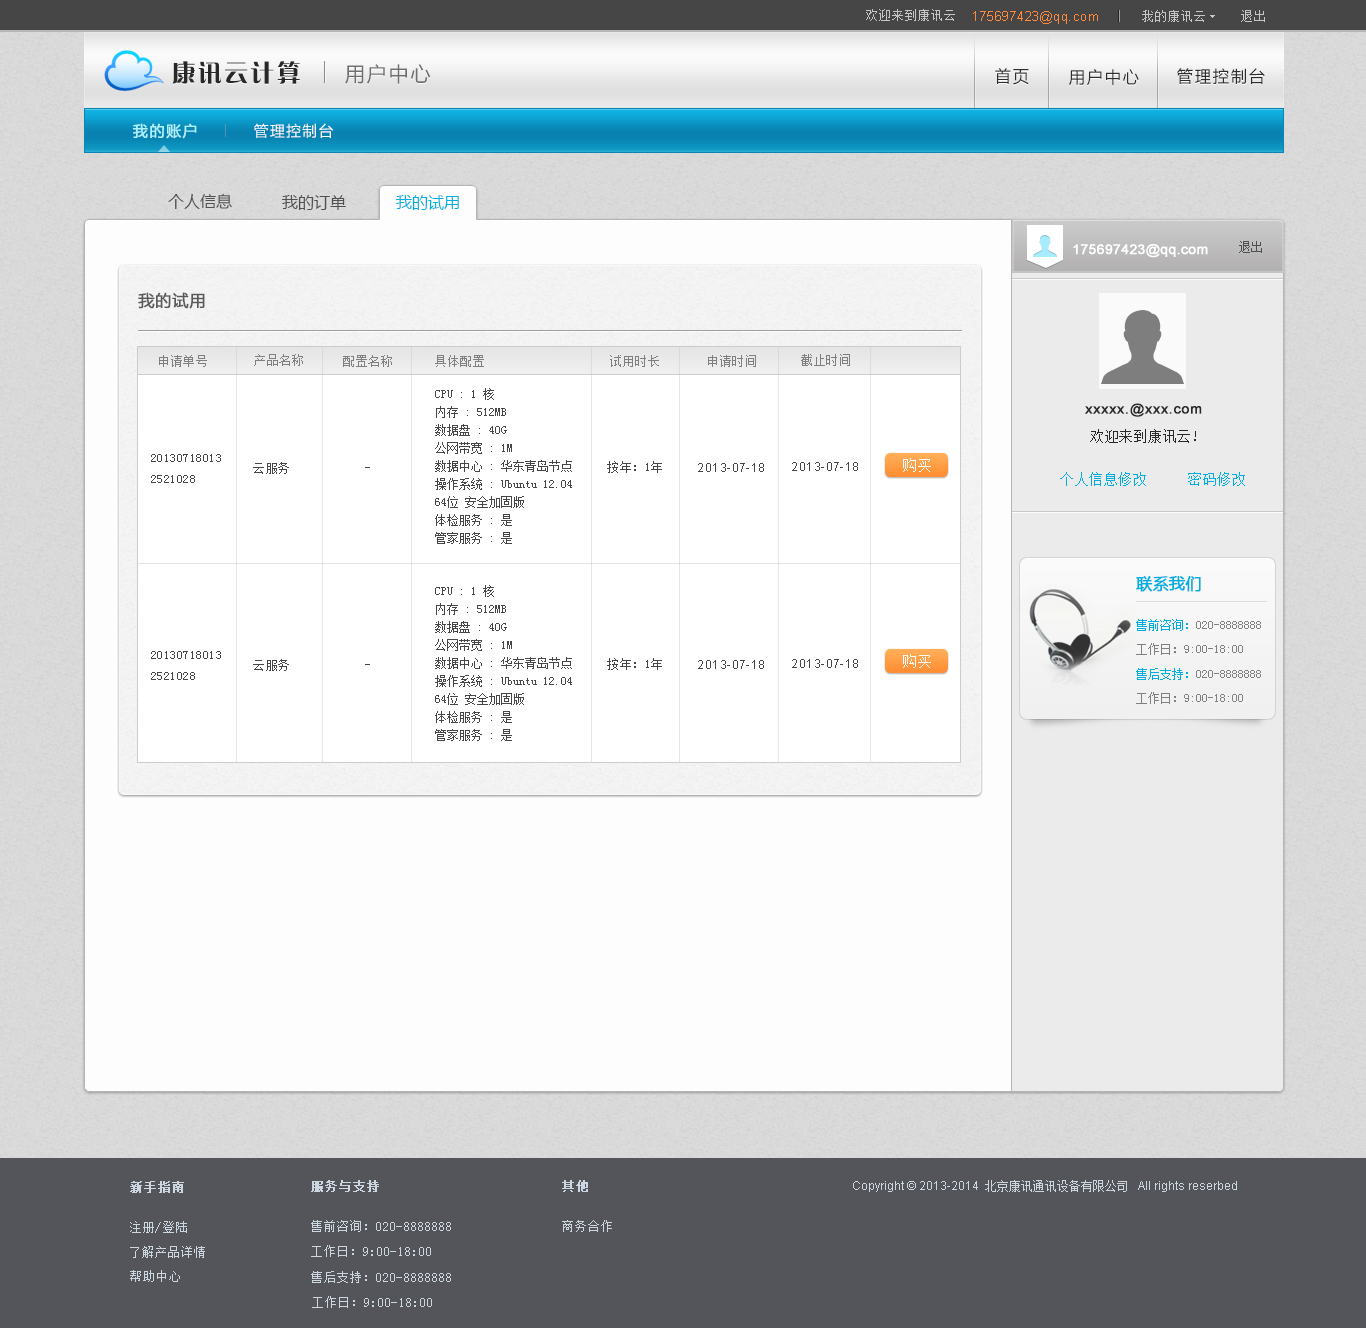 欢迎来到康讯云 175697423@qq.com | 我的康讯云 退出
康讯云计算 | 用户中心
首页 用户中心 管理控制台
我的账户 | 管理控制台
个人信息 我的订单 我的试用
175697423@qq.com 退出
我的试用
申请单号 产品名称 配置名称 具体配置 试用时长 申请时间 截止时间
20130718013
2521028
云服务
-
CPU : 1 核
内存 : 512MB
数据盘 : 40G
公网带宽 : 1M
数据中心 : 华东青岛节点
操作系统 : Ubuntu 12.04
64位 安全加固版
体检服务 : 是
管家服务 : 是
按年: 1年
2013-07-18
2013-07-18
购买
20130718013
2521028
云服务
-
CPU : 1 核
内存 : 512MB
数据盘 : 40G
公网带宽 : 1M
数据中心 : 华东青岛节点
操作系统 : Ubuntu 12.04
64位 安全加固版
体检服务 : 是
管家服务 : 是
按年: 1年
2013-07-18
2013-07-18
购买
xxxxx.@xxx.com
欢迎来到康讯云!
个人信息修改 密码修改
联系我们
售前咨询: 020-8888888
工作日: 9:00-18:00
售后支持: 020-8888888
工作日: 9:00-18:00
新手指南
注册/登陆
了解产品详情
帮助中心
服务与支持
售前咨询: 020-8888888
工作日: 9:00-18:00
售后支持: 020-8888888
工作日: 9:00-18:00
其他
商务合作
Copyright © 2013-2014 北京康讯通讯设备有限公司 All rights reserbed